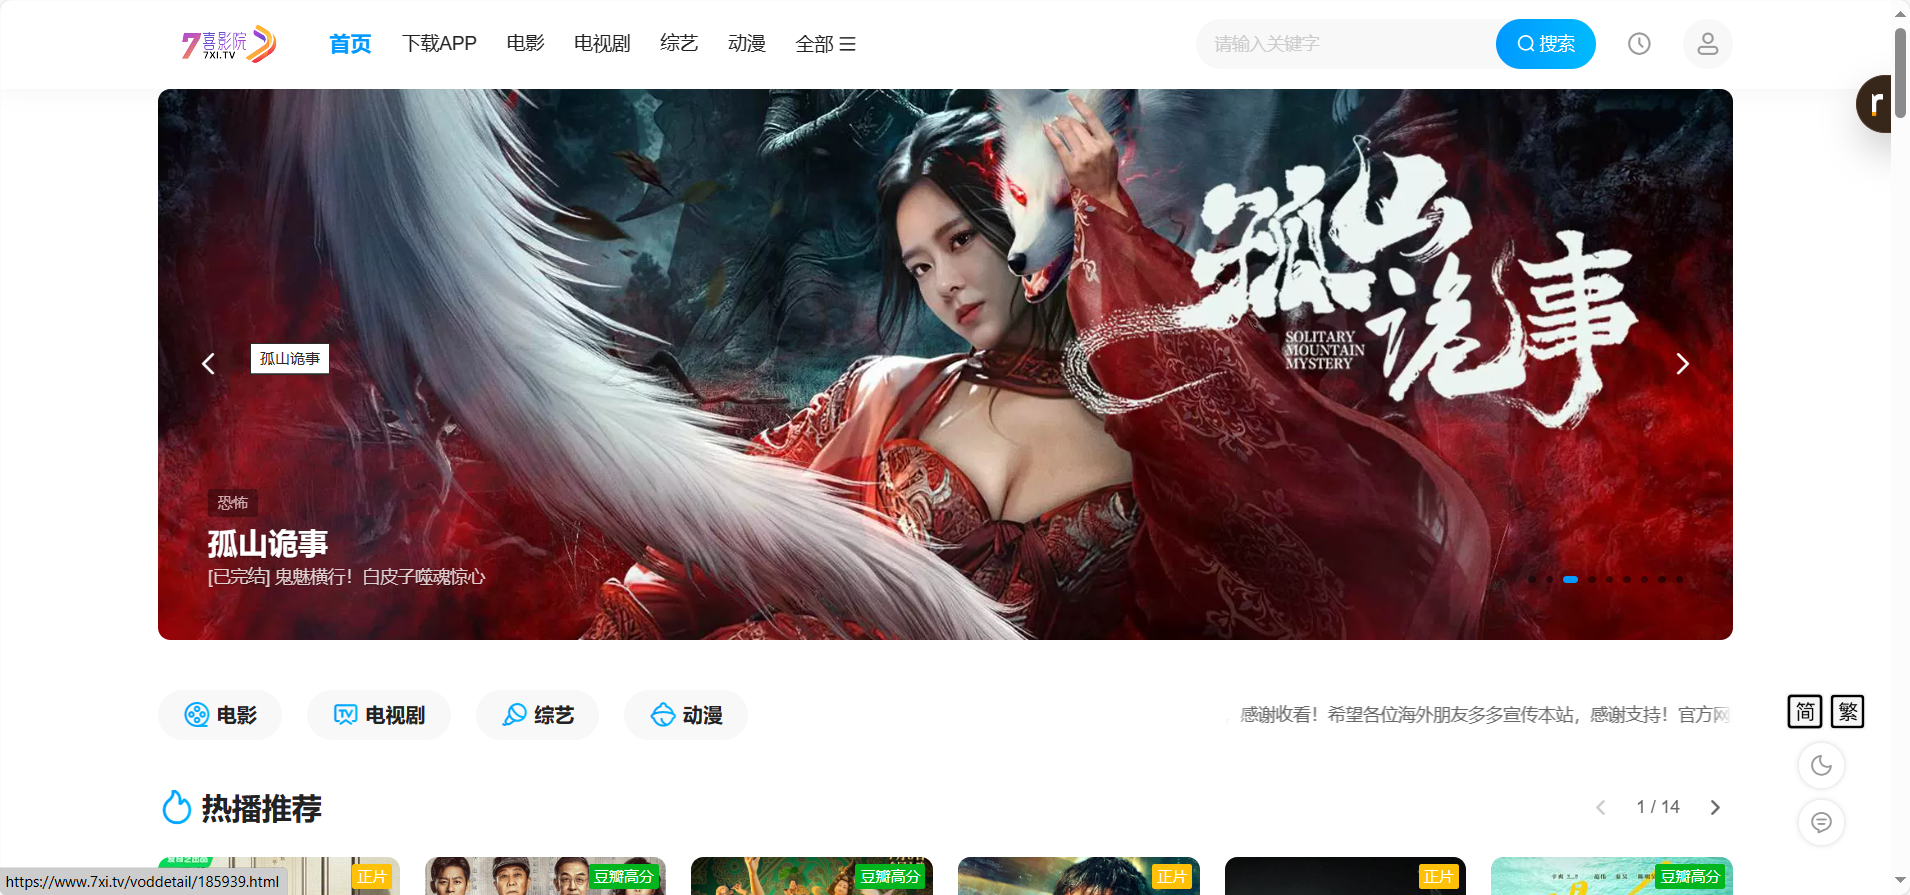 7喜影院
7XI.TV
首页
下载APP
电影
电视剧
综艺
动漫
全部
请输入关键字
搜索
r
孤山诡事
SOLITARY
MOUNTAIN
MYSTERY
孤山诡事
恐怖
孤山诡事
[已完结] 鬼魅横行！白皮子噬魂惊心
电影
TV 电视剧
综艺
动漫
感谢收看！希望各位海外朋友多多宣传本站，感谢支持！官方网
简 繁
热播推荐
1 / 14
正片
豆瓣高分
豆瓣高分
正片
正片
豆瓣高分
https://www.7xi.tv/voddetail/185939.html